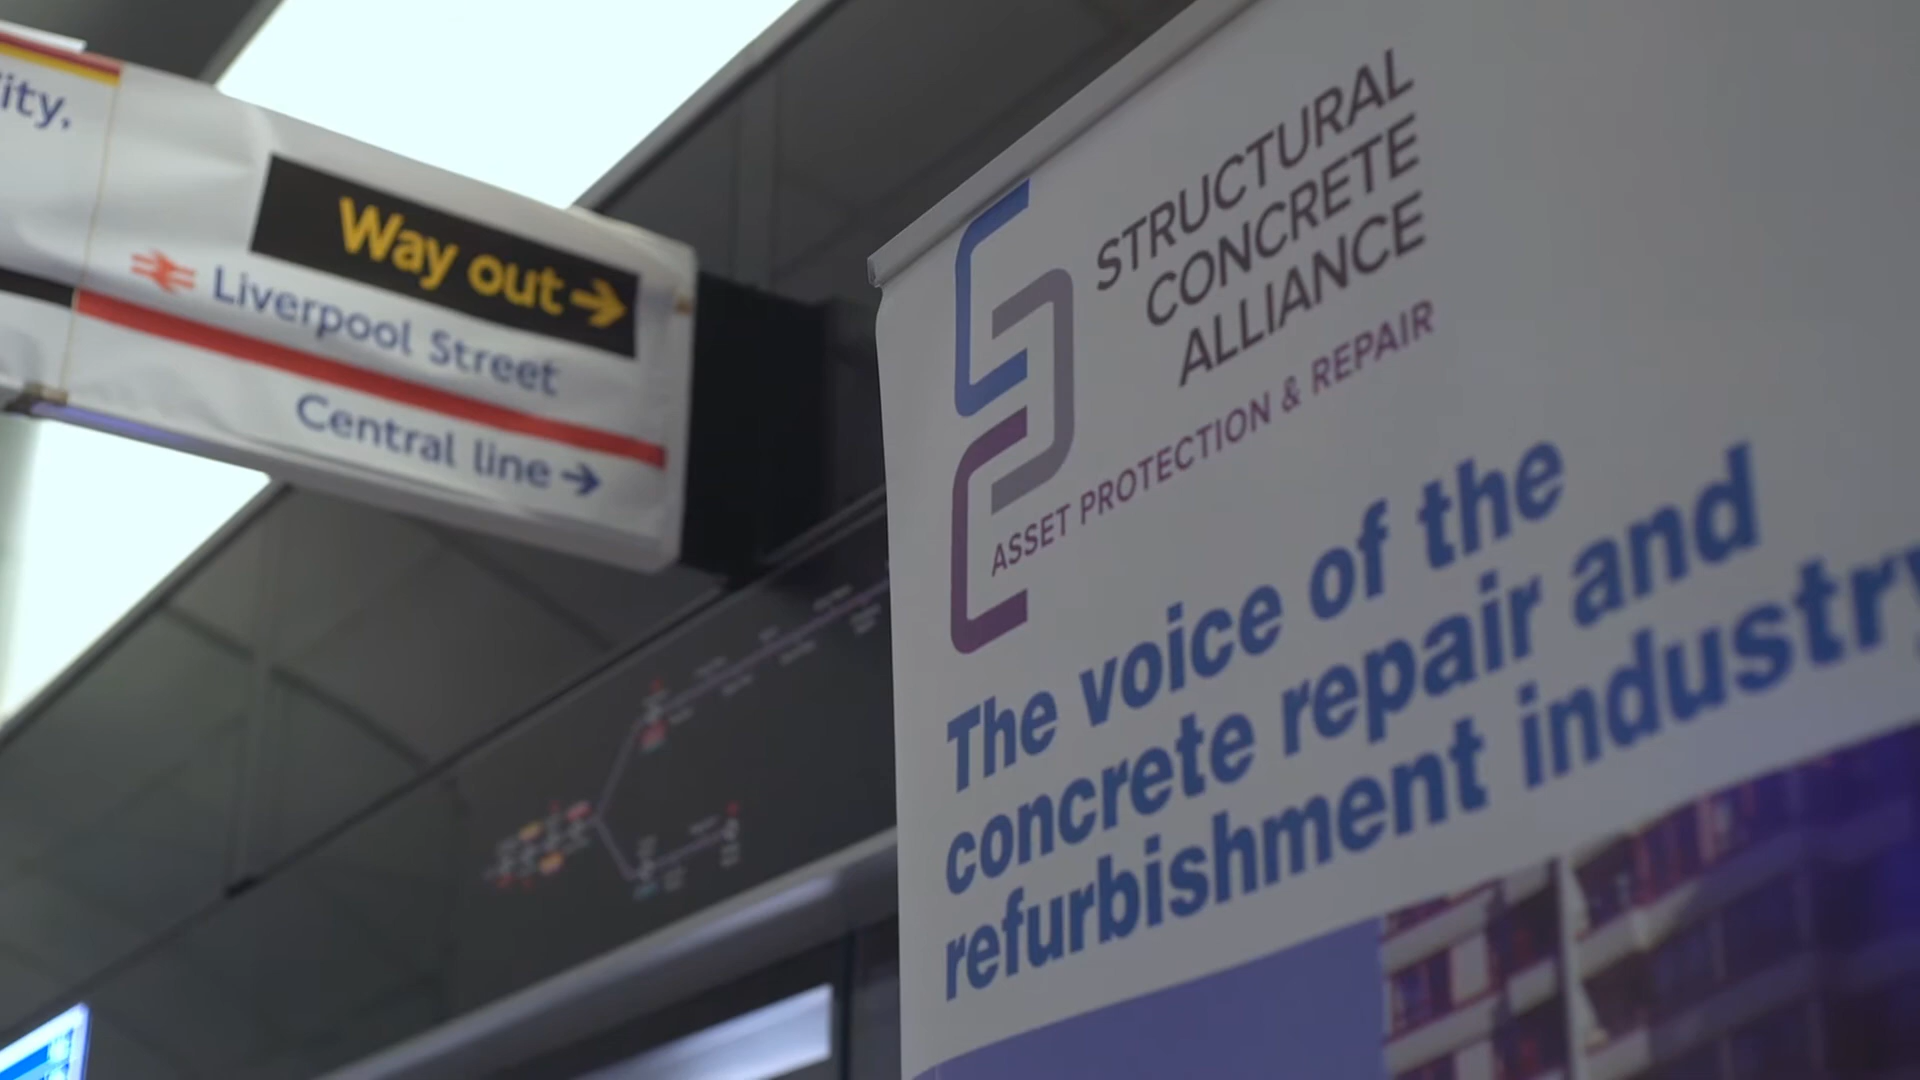 ity,
Way out →
Liverpool Street
Central line →
STRUCTURAL
CONCRETE
ALLIANCE
ASSET PROTECTION & REPAIR
The voice of the
concrete repair and
refurbishment industry